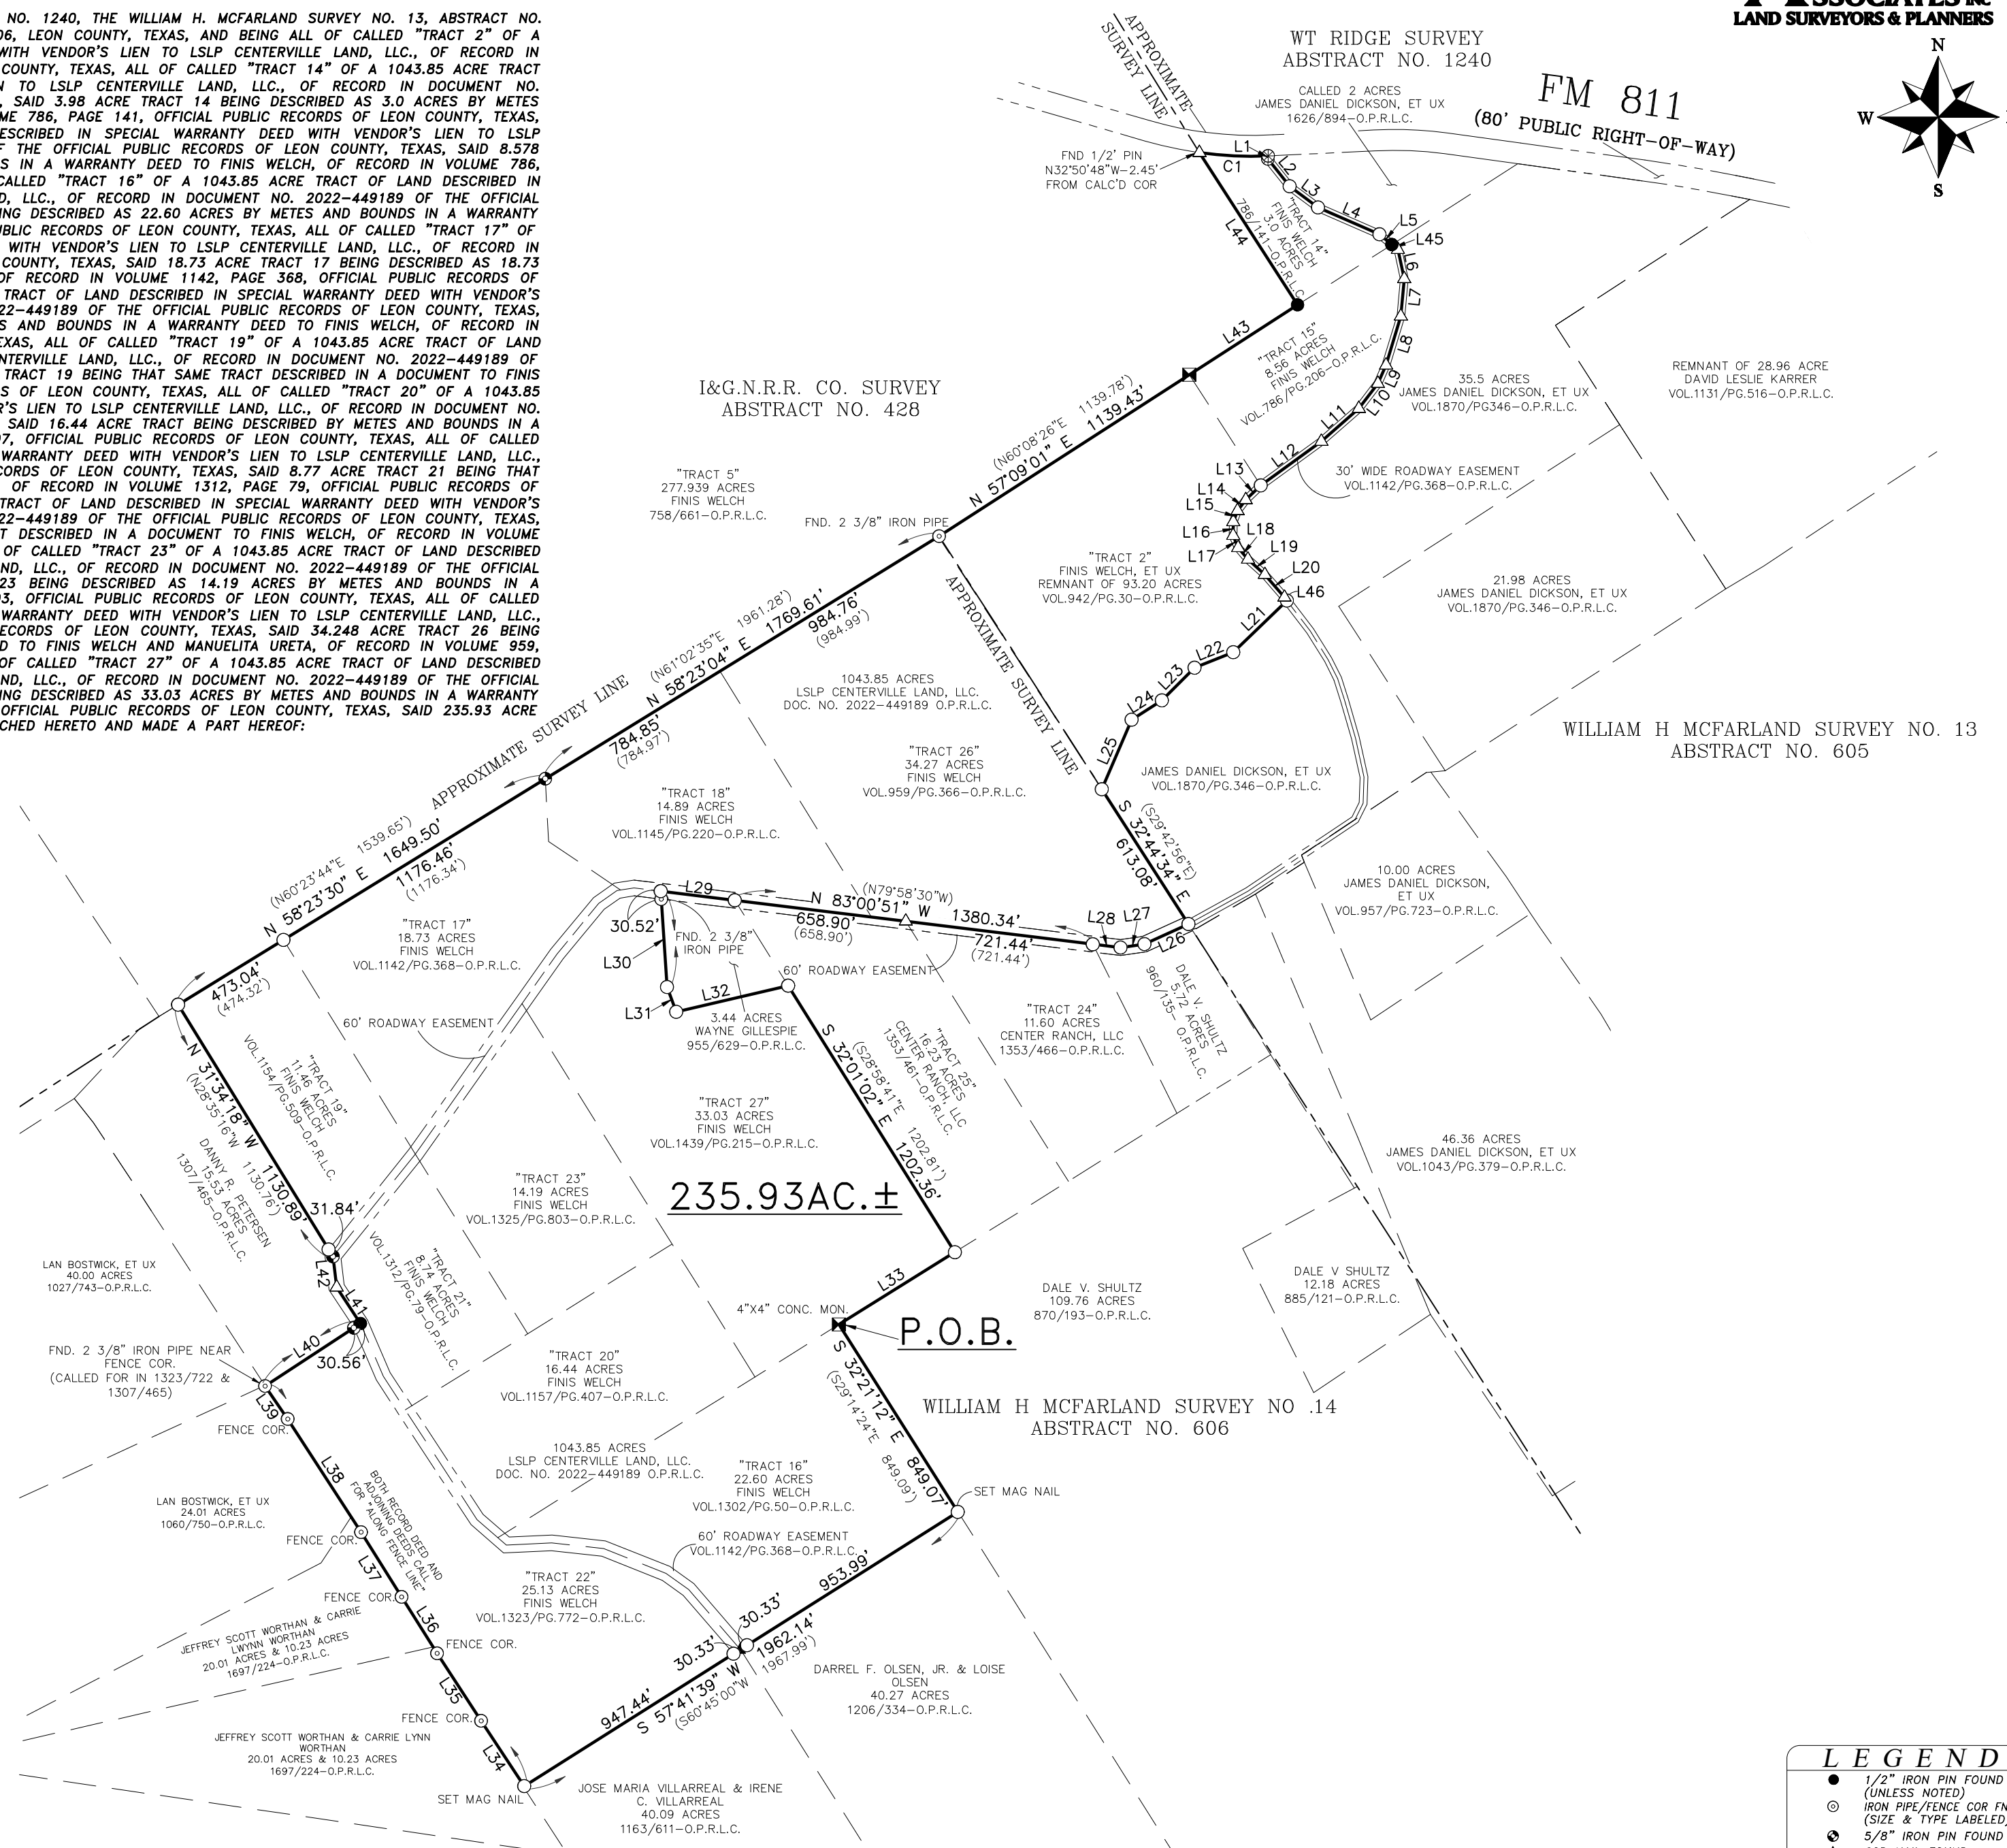 NO. 1240, THE WILLIAM H. MCFARLAND SURVEY NO. 13, ABSTRACT NO.
06, LEON COUNTY, TEXAS, AND BEING ALL OF CALLED "TRACT 2" OF A
WITH VENDOR'S LIEN TO LSLP CENTERVILLE LAND, LLC., OF RECORD IN
COUNTY, TEXAS, ALL OF CALLED "TRACT 14" OF A 1043.85 ACRE TRACT
N TO LSLP CENTERVILLE LAND, LLC., OF RECORD IN DOCUMENT NO.
, SAID 3.98 ACRE TRACT 14 BEING DESCRIBED AS 3.0 ACRES BY METES
ME 786, PAGE 141, OFFICIAL PUBLIC RECORDS OF LEON COUNTY, TEXAS,
ESCRIBED IN SPECIAL WARRANTY DEED WITH VENDOR'S LIEN TO LSLP
F THE OFFICIAL PUBLIC RECORDS OF LEON COUNTY, TEXAS, SAID 8.578
S IN A WARRANTY DEED TO FINIS WELCH, OF RECORD IN VOLUME 786,
CALLED "TRACT 16" OF A 1043.85 ACRE TRACT OF LAND DESCRIBED IN
D, LLC., OF RECORD IN DOCUMENT NO. 2022-449189 OF THE OFFICIAL
ING DESCRIBED AS 22.60 ACRES BY METES AND BOUNDS IN A WARRANTY
UBLIC RECORDS OF LEON COUNTY, TEXAS, ALL OF CALLED "TRACT 17" OF
WITH VENDOR'S LIEN TO LSLP CENTERVILLE LAND, LLC., OF RECORD IN
COUNTY, TEXAS, SAID 18.73 ACRE TRACT 17 BEING DESCRIBED AS 18.73
OF RECORD IN VOLUME 1142, PAGE 368, OFFICIAL PUBLIC RECORDS OF
TRACT OF LAND DESCRIBED IN SPECIAL WARRANTY DEED WITH VENDOR'S
22-449189 OF THE OFFICIAL PUBLIC RECORDS OF LEON COUNTY, TEXAS,
S AND BOUNDS IN A WARRANTY DEED TO FINIS WELCH, OF RECORD IN
EXAS, ALL OF CALLED "TRACT 19" OF A 1043.85 ACRE TRACT OF LAND
NTERVILLE LAND, LLC., OF RECORD IN DOCUMENT NO. 2022-449189 OF
TRACT 19 BEING THAT SAME TRACT DESCRIBED IN A DOCUMENT TO FINIS
S OF LEON COUNTY, TEXAS, ALL OF CALLED "TRACT 20" OF A 1043.85
R'S LIEN TO LSLP CENTERVILLE LAND, LLC., OF RECORD IN DOCUMENT NO.
SAID 16.44 ACRE TRACT BEING DESCRIBED BY METES AND BOUNDS IN A
07, OFFICIAL PUBLIC RECORDS OF LEON COUNTY, TEXAS, ALL OF CALLED
WARRANTY DEED WITH VENDOR'S LIEN TO LSLP CENTERVILLE LAND, LLC.,
CORDS OF LEON COUNTY, TEXAS, SAID 8.77 ACRE TRACT 21 BEING THAT
OF RECORD IN VOLUME 1312, PAGE 79, OFFICIAL PUBLIC RECORDS OF
TRACT OF LAND DESCRIBED IN SPECIAL WARRANTY DEED WITH VENDOR'S
22-449189 OF THE OFFICIAL PUBLIC RECORDS OF LEON COUNTY, TEXAS,
T DESCRIBED IN A DOCUMENT TO FINIS WELCH, OF RECORD IN VOLUME
OF CALLED "TRACT 23" OF A 1043.85 ACRE TRACT OF LAND DESCRIBED
ND, LLC., OF RECORD IN DOCUMENT NO. 2022-449189 OF THE OFFICIAL
23 BEING DESCRIBED AS 14.19 ACRES BY METES AND BOUNDS IN A
03, OFFICIAL PUBLIC RECORDS OF LEON COUNTY, TEXAS, ALL OF CALLED
WARRANTY DEED WITH VENDOR'S LIEN TO LSLP CENTERVILLE LAND, LLC.,
ECORDS OF LEON COUNTY, TEXAS, SAID 34.248 ACRE TRACT 26 BEING
D TO FINIS WELCH AND MANUELITA URETA, OF RECORD IN VOLUME 959,
OF CALLED "TRACT 27" OF A 1043.85 ACRE TRACT OF LAND DESCRIBED
ND, LLC., OF RECORD IN DOCUMENT NO. 2022-449189 OF THE OFFICIAL
NG DESCRIBED AS 33.03 ACRES BY METES AND BOUNDS IN A WARRANTY
OFFICIAL PUBLIC RECORDS OF LEON COUNTY, TEXAS, SAID 235.93 ACRE
CHED HERETO AND MADE A PART HEREOF:
SSOCIATES INC
LAND SURVEYORS & PLANNERS
N
W
S
WT RIDGE SURVEY
ABSTRACT NO. 1240
CALLED 2 ACRES
JAMES DANIEL DICKSON, ET UX
1626/894-O.P.R.L.C.
FM 811
(80' PUBLIC RIGHT-OF-WAY)
APPROXIMATE
SURVEY LINE
FND 1/2" PIN
N32°50'48"W-2.45'
FROM CALC'D COR
L1
C1
L2
L3
L4
L5
L45
L6
L7
L8
L9
L10
L11
L12
L13
L14
L15
L16
L17
L18
L19
L20
L46
L21
L22
L23
L24
L25
L44
L43
"TRACT 14"
FINIS WELCH
3.0 ACRES
786/141-O.P.R.L.C
"TRACT 15"
8.56 ACRES
FINIS WELCH
VOL.786/PG.206-O.P.R.L.C.
35.5 ACRES
JAMES DANIEL DICKSON, ET UX
VOL.1870/PG346-O.P.R.L.C.
REMNANT OF 28.96 ACRE
DAVID LESLIE KARRER
VOL.1131/PG.516-O.P.R.L.C.
30' WIDE ROADWAY EASEMENT
VOL.1142/PG.368-O.P.R.L.C.
I&G.N.R.R. CO. SURVEY
ABSTRACT NO. 428
"TRACT 5"
277.939 ACRES
FINIS WELCH
758/661-O.P.R.L.C.
(N60°08'26"E 1139.78')
N 57°09'01" E 1139.43'
FND. 2 3/8" IRON PIPE
"TRACT 2"
FINIS WELCH, ET UX
REMNANT OF 93.20 ACRES
VOL.942/PG.30-O.P.R.L.C.
21.98 ACRES
JAMES DANIEL DICKSON, ET UX
VOL.1870/PG.346-O.P.R.L.C.
WILLIAM H MCFARLAND SURVEY NO. 13
ABSTRACT NO. 605
APPROXIMATE SURVEY LINE
(N61°02'35"E 1961.28')
N 58°23'04" E 1769.61'
984.76'
(984.99')
784.85'
(784.97')
APPROXIMATE SURVEY LINE
1043.85 ACRES
LSLP CENTERVILLE LAND, LLC.
DOC. NO. 2022-449189 O.P.R.L.C.
"TRACT 26"
34.27 ACRES
FINIS WELCH
VOL.959/PG.366-O.P.R.L.C.
JAMES DANIEL DICKSON, ET UX
VOL.1870/PG.346-O.P.R.L.C.
"TRACT 18"
14.89 ACRES
FINIS WELCH
VOL.1145/PG.220-O.P.R.L.C.
(S29°42'56"E)
S 32°44'34" E
613.08'
10.00 ACRES
JAMES DANIEL DICKSON,
ET UX
VOL.957/PG.723-O.P.R.L.C.
(N60°23'44"E 1539.65')
N 58°23'30" E 1649.50'
1176.46'
(1176.34')
473.04'
(474.32')
"TRACT 17"
18.73 ACRES
FINIS WELCH
VOL.1142/PG.368-O.P.R.L.C.
L29
30.52'
FND. 2 3/8"
IRON PIPE
L30
L31
L32
(N79°58'30"W)
N 83°00'51" W 1380.34'
658.90'
(658.90')
721.44'
(721.44')
L28
L27
L26
60' ROADWAY EASEMENT
3.44 ACRES
WAYNE GILLESPIE
955/629-O.P.R.L.C.
60' ROADWAY EASEMENT
"TRACT 24"
11.60 ACRES
CENTER RANCH, LLC
1353/466-O.P.R.L.C.
DALE V. SHULTZ
5.72 ACRES
960/135- O.P.R.L.C.
"TRACT 25"
16.23 ACRES
CENTER RANCH, LLC
1353/461-O.P.R.L.C.
S 32°01'02" E 1202.36'
(S28°58'41"E 1202.81')
"TRACT 19"
11.46 ACRES
FINIS WELCH
VOL.1154/PG.509-O.P.R.L.C.
N 31°34'18" W 1130.89'
(N28°35'16"W 1130.76')
DANNY R. PETERSEN
15.53 ACRES
1307/465-O.P.R.L.C.
"TRACT 27"
33.03 ACRES
FINIS WELCH
VOL.1439/PG.215-O.P.R.L.C.
"TRACT 23"
14.19 ACRES
FINIS WELCH
VOL.1325/PG.803-O.P.R.L.C.
235.93AC.±
46.36 ACRES
JAMES DANIEL DICKSON, ET UX
VOL.1043/PG.379-O.P.R.L.C.
31.84'
L42
L41
L40
30.56'
"TRACT 21"
8.74 ACRES
FINIS WELCH
VOL.1312/PG.79-O.P.R.L.C.
LAN BOSTWICK, ET UX
40.00 ACRES
1027/743-O.P.R.L.C.
FND. 2 3/8" IRON PIPE NEAR
FENCE COR.
(CALLED FOR IN 1323/722 &
1307/465)
L33
4"X4" CONC. MON.
P.O.B.
DALE V. SHULTZ
109.76 ACRES
870/193-O.P.R.L.C.
DALE V SHULTZ
12.18 ACRES
885/121-O.P.R.L.C.
"TRACT 20"
16.44 ACRES
FINIS WELCH
VOL.1157/PG.407-O.P.R.L.C.
S 32°21'12" E 849.07'
(S29°14'24"E 849.09')
WILLIAM H MCFARLAND SURVEY NO .14
ABSTRACT NO. 606
L39
FENCE COR.
L38
BOTH RECORD DEED AND
ADJOINING DEEDS CALL
FOR "ALONG FENCE LINE"
1043.85 ACRES
LSLP CENTERVILLE LAND, LLC.
DOC. NO. 2022-449189 O.P.R.L.C.
"TRACT 16"
22.60 ACRES
FINIS WELCH
VOL.1302/PG.50-O.P.R.L.C.
SET MAG NAIL
LAN BOSTWICK, ET UX
24.01 ACRES
1060/750-O.P.R.L.C.
FENCE COR.
L37
60' ROADWAY EASEMENT
VOL.1142/PG.368-O.P.R.L.C.
"TRACT 22"
25.13 ACRES
FINIS WELCH
VOL.1323/PG.772-O.P.R.L.C.
953.99'
30.33'
30.33'
1962.14'
(1967.99')
947.44'
S 57°41'39" W
(S60°45'00"W
FENCE COR.
L36
JEFFREY SCOTT WORTHAN & CARRIE
LWYNN WORTHAN
20.01 ACRES & 10.23 ACRES
1697/224-O.P.R.L.C.
FENCE COR.
L35
FENCE COR.
L34
DARREL F. OLSEN, JR. & LOISE
OLSEN
40.27 ACRES
1206/334-O.P.R.L.C.
JEFFREY SCOTT WORTHAN & CARRIE LYNN
WORTHAN
20.01 ACRES & 10.23 ACRES
1697/224-O.P.R.L.C.
SET MAG NAIL
JOSE MARIA VILLARREAL & IRENE
C. VILLARREAL
40.09 ACRES
1163/611-O.P.R.L.C.
LEGEND
1/2" IRON PIN FOUND
(UNLESS NOTED)
IRON PIPE/FENCE COR FN
(SIZE & TYPE LABELED
5/8" IRON PIN FOUND